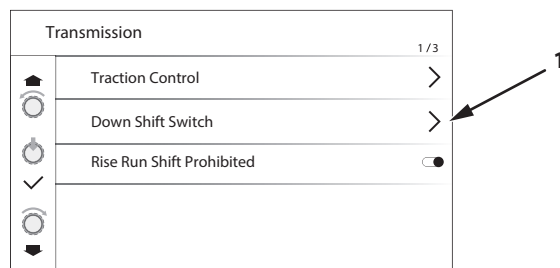 Transmission
1/3
Traction Control
1
Down Shift Switch
Rise Run Shift Prohibited